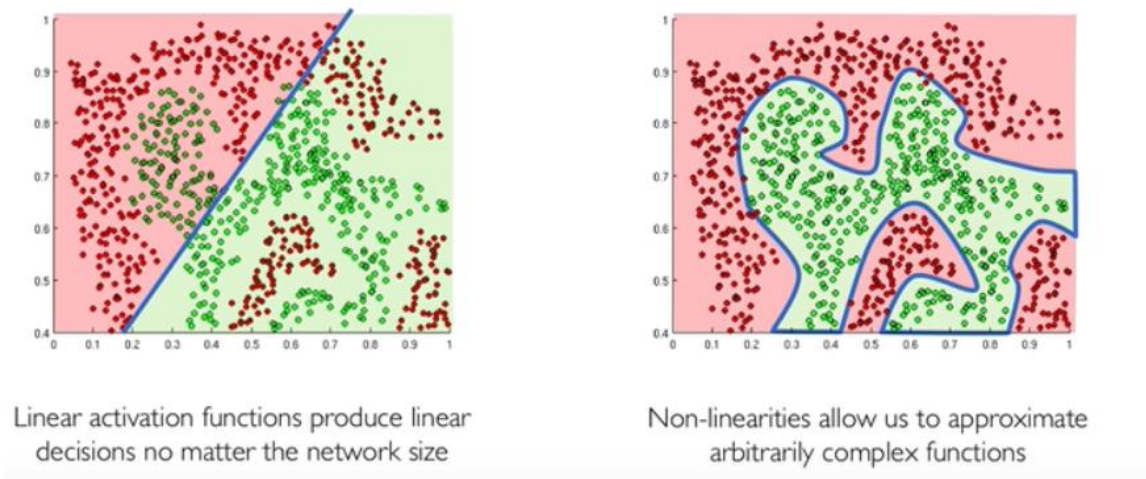 1
0.9
0.8
0.7
0.6
0.5
0.4
0 0.1 0.2 0.3 0.4 0.5 0.6 0.7 0.8 0.9 1
Linear activation functions produce linear
decisions no matter the network size
1
0.9
0.8
0.7
0.6
0.5
0.4
0 0.1 0.2 0.3 0.4 0.5 0.6 0.7 0.8 0.9 1
Non-linearities allow us to approximate
arbitrarily complex functions